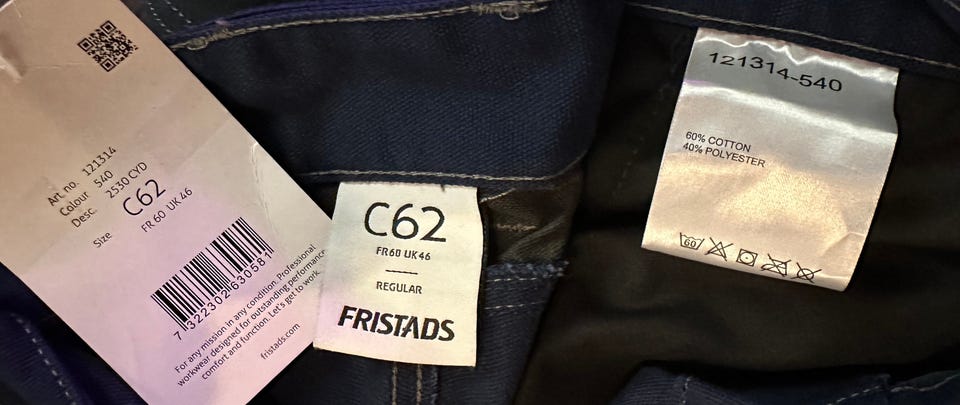 Art. no. 121314
Colour 540
Desc. 2530 CYD
Size C62
FR 60 UK 46
7 322302 630581
For any mission in any condition. Professional
workwear designed for outstanding performance,
comfort and function. Let's get to work.
fristads.com
C62
FR60 UK46
REGULAR
FRISTADS
121314-540
60% COTTON
40% POLYESTER
60